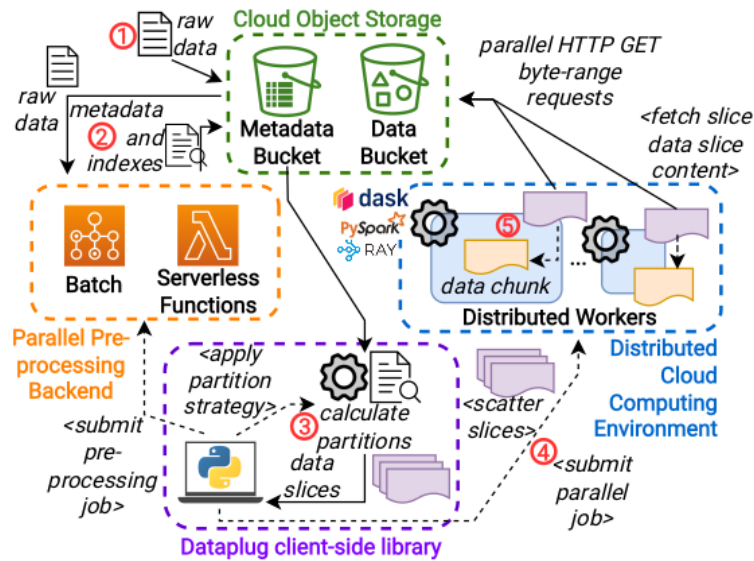 Cloud Object Storage
① raw
data
raw
data
metadata
② and
indexes
Metadata
Bucket
Data
Bucket
parallel HTTP GET
byte-range
requests
<fetch slice
data slice
content>
dask
PySpark
RAY
⑤
data chunk
...
Distributed Workers
Batch
Serverless
Functions
Parallel Pre-
processing
Backend
Distributed
Cloud
Computing
Environment
<apply
partition
strategy>
③ calculate
partitions
data
slices
<submit
pre-
processing
job>
<scatter
slices>
④
<submit
parallel
job>
Dataplug client-side library